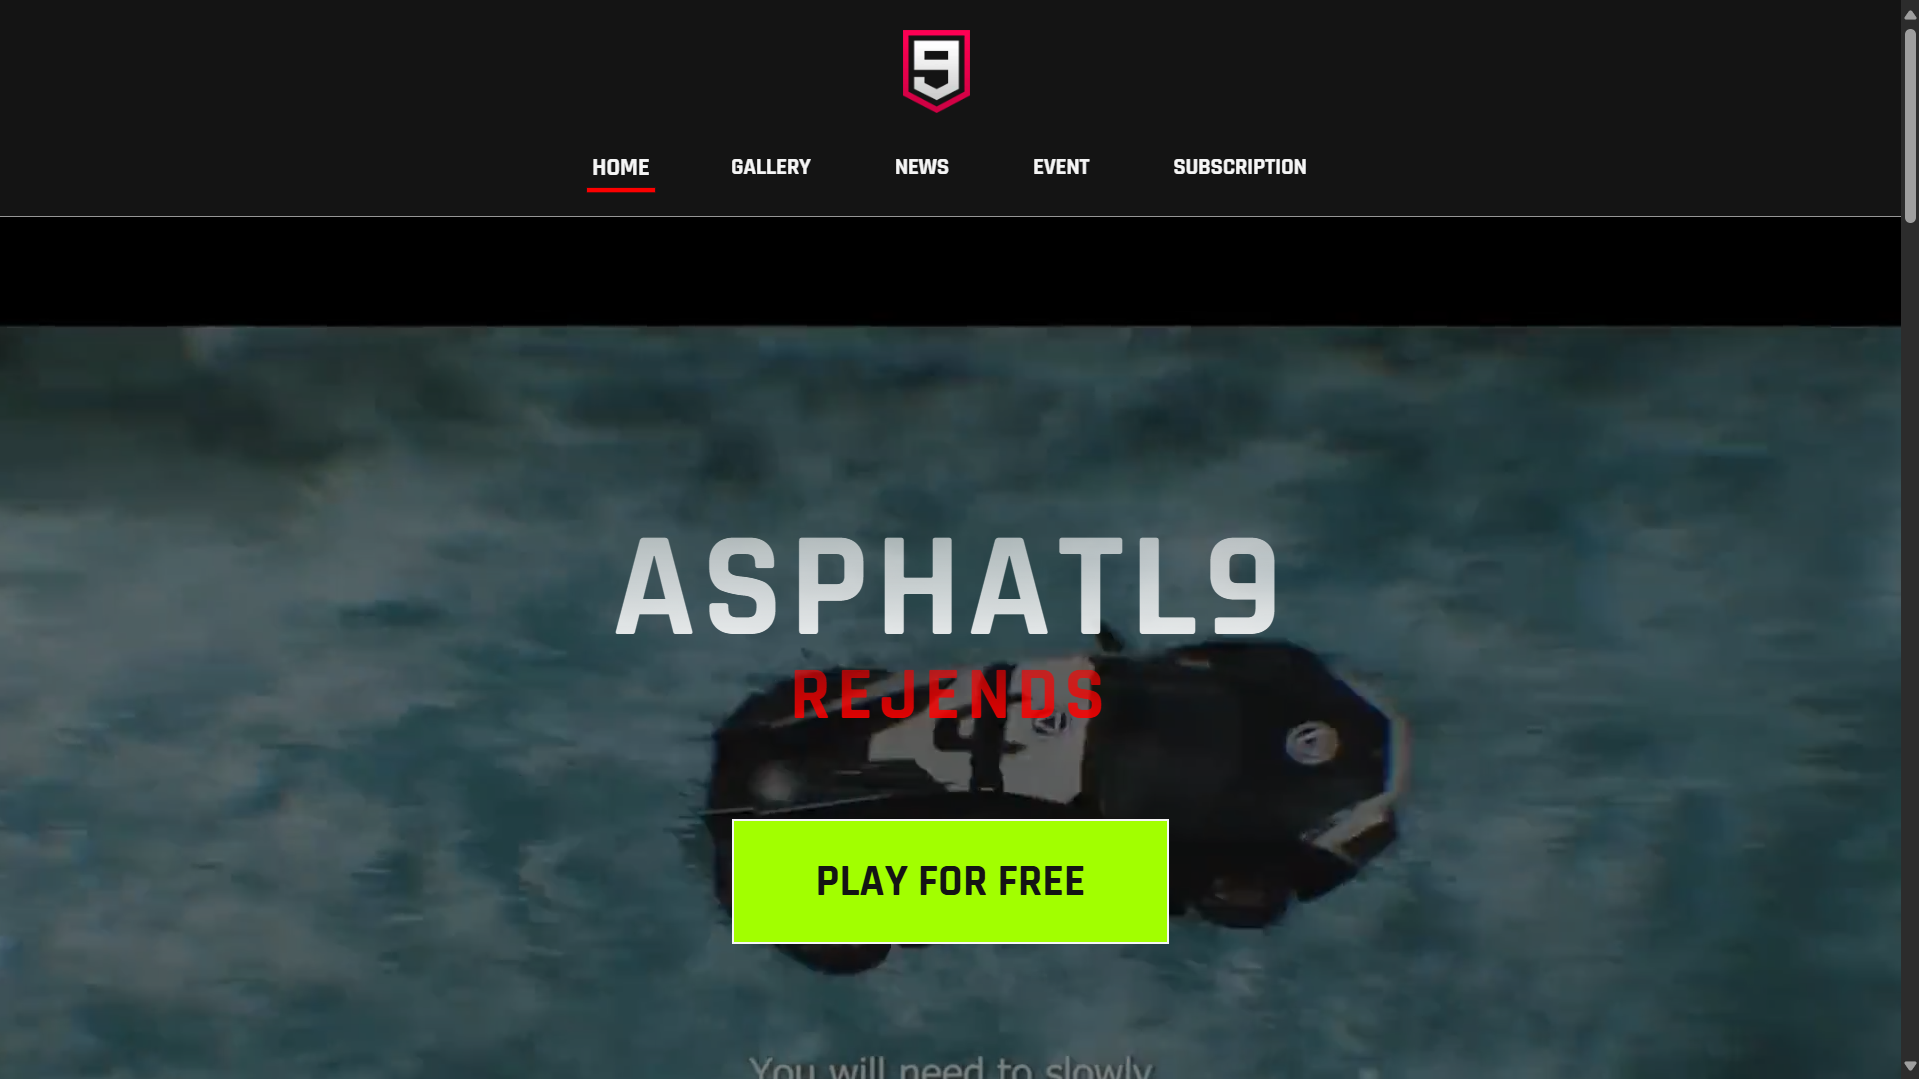 9
HOME GALLERY NEWS EVENT SUBSCRIPTION
ASPHATL9
REJENDS
PLAY FOR FREE
You will need to slowly